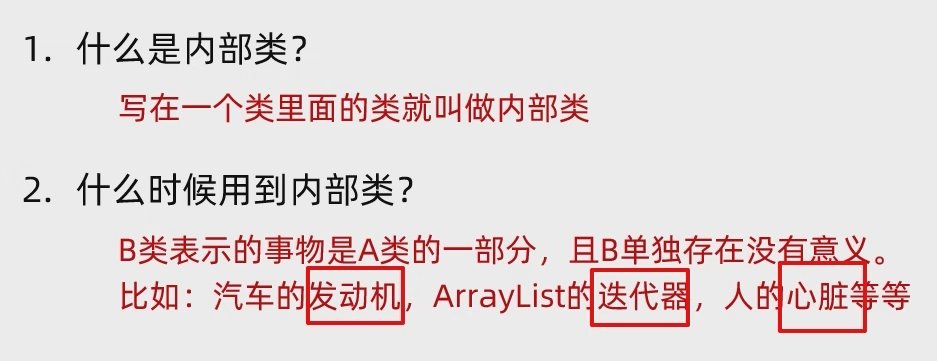 1. 什么是内部类？
写在一个类里面的类就叫做内部类
2. 什么时候用到内部类？
B类表示的事物是A类的一部分，且B单独存在没有意义。
比如：汽车的发动机，ArrayList的迭代器，人的心脏等等